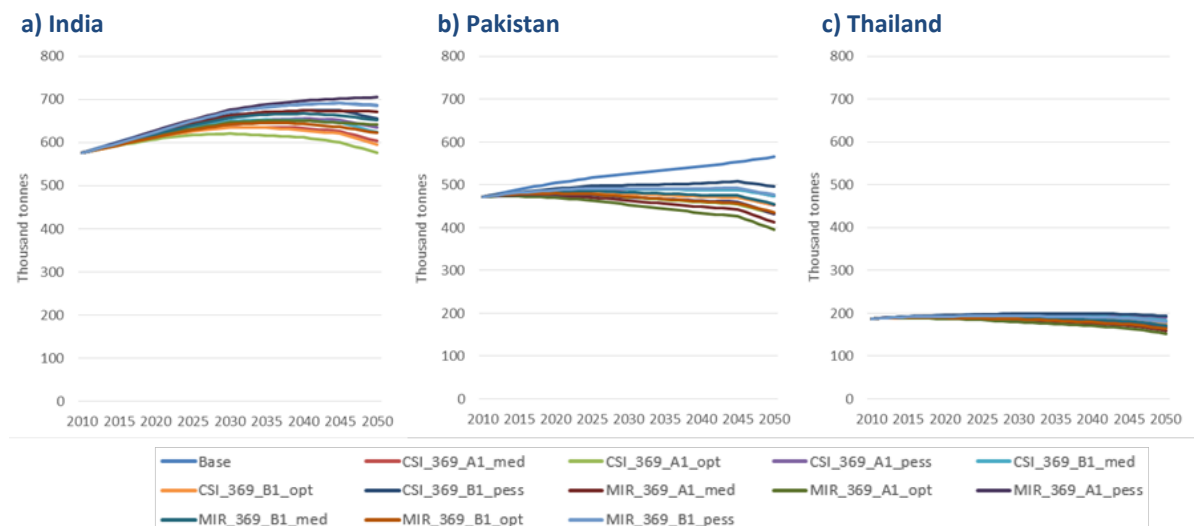 a) India
b) Pakistan
c) Thailand
800
700
600
500
400
300
200
100
0
Thousand tonnes
2010 2015 2020 2025 2030 2035 2040 2045 2050
800
700
600
500
400
300
200
100
0
Thousand tonnes
2010 2015 2020 2025 2030 2035 2040 2045 2050
800
700
600
500
400
300
200
100
0
Thousand tonnes
2010 2015 2020 2025 2030 2035 2040 2045 2050
Base CSI_369_A1_med CSI_369_A1_opt CSI_369_A1_pess CSI_369_B1_med
CSI_369_B1_opt CSI_369_B1_pess MIR_369_A1_med MIR_369_A1_opt MIR_369_A1_pess
MIR_369_B1_med MIR_369_B1_opt MIR_369_B1_pess